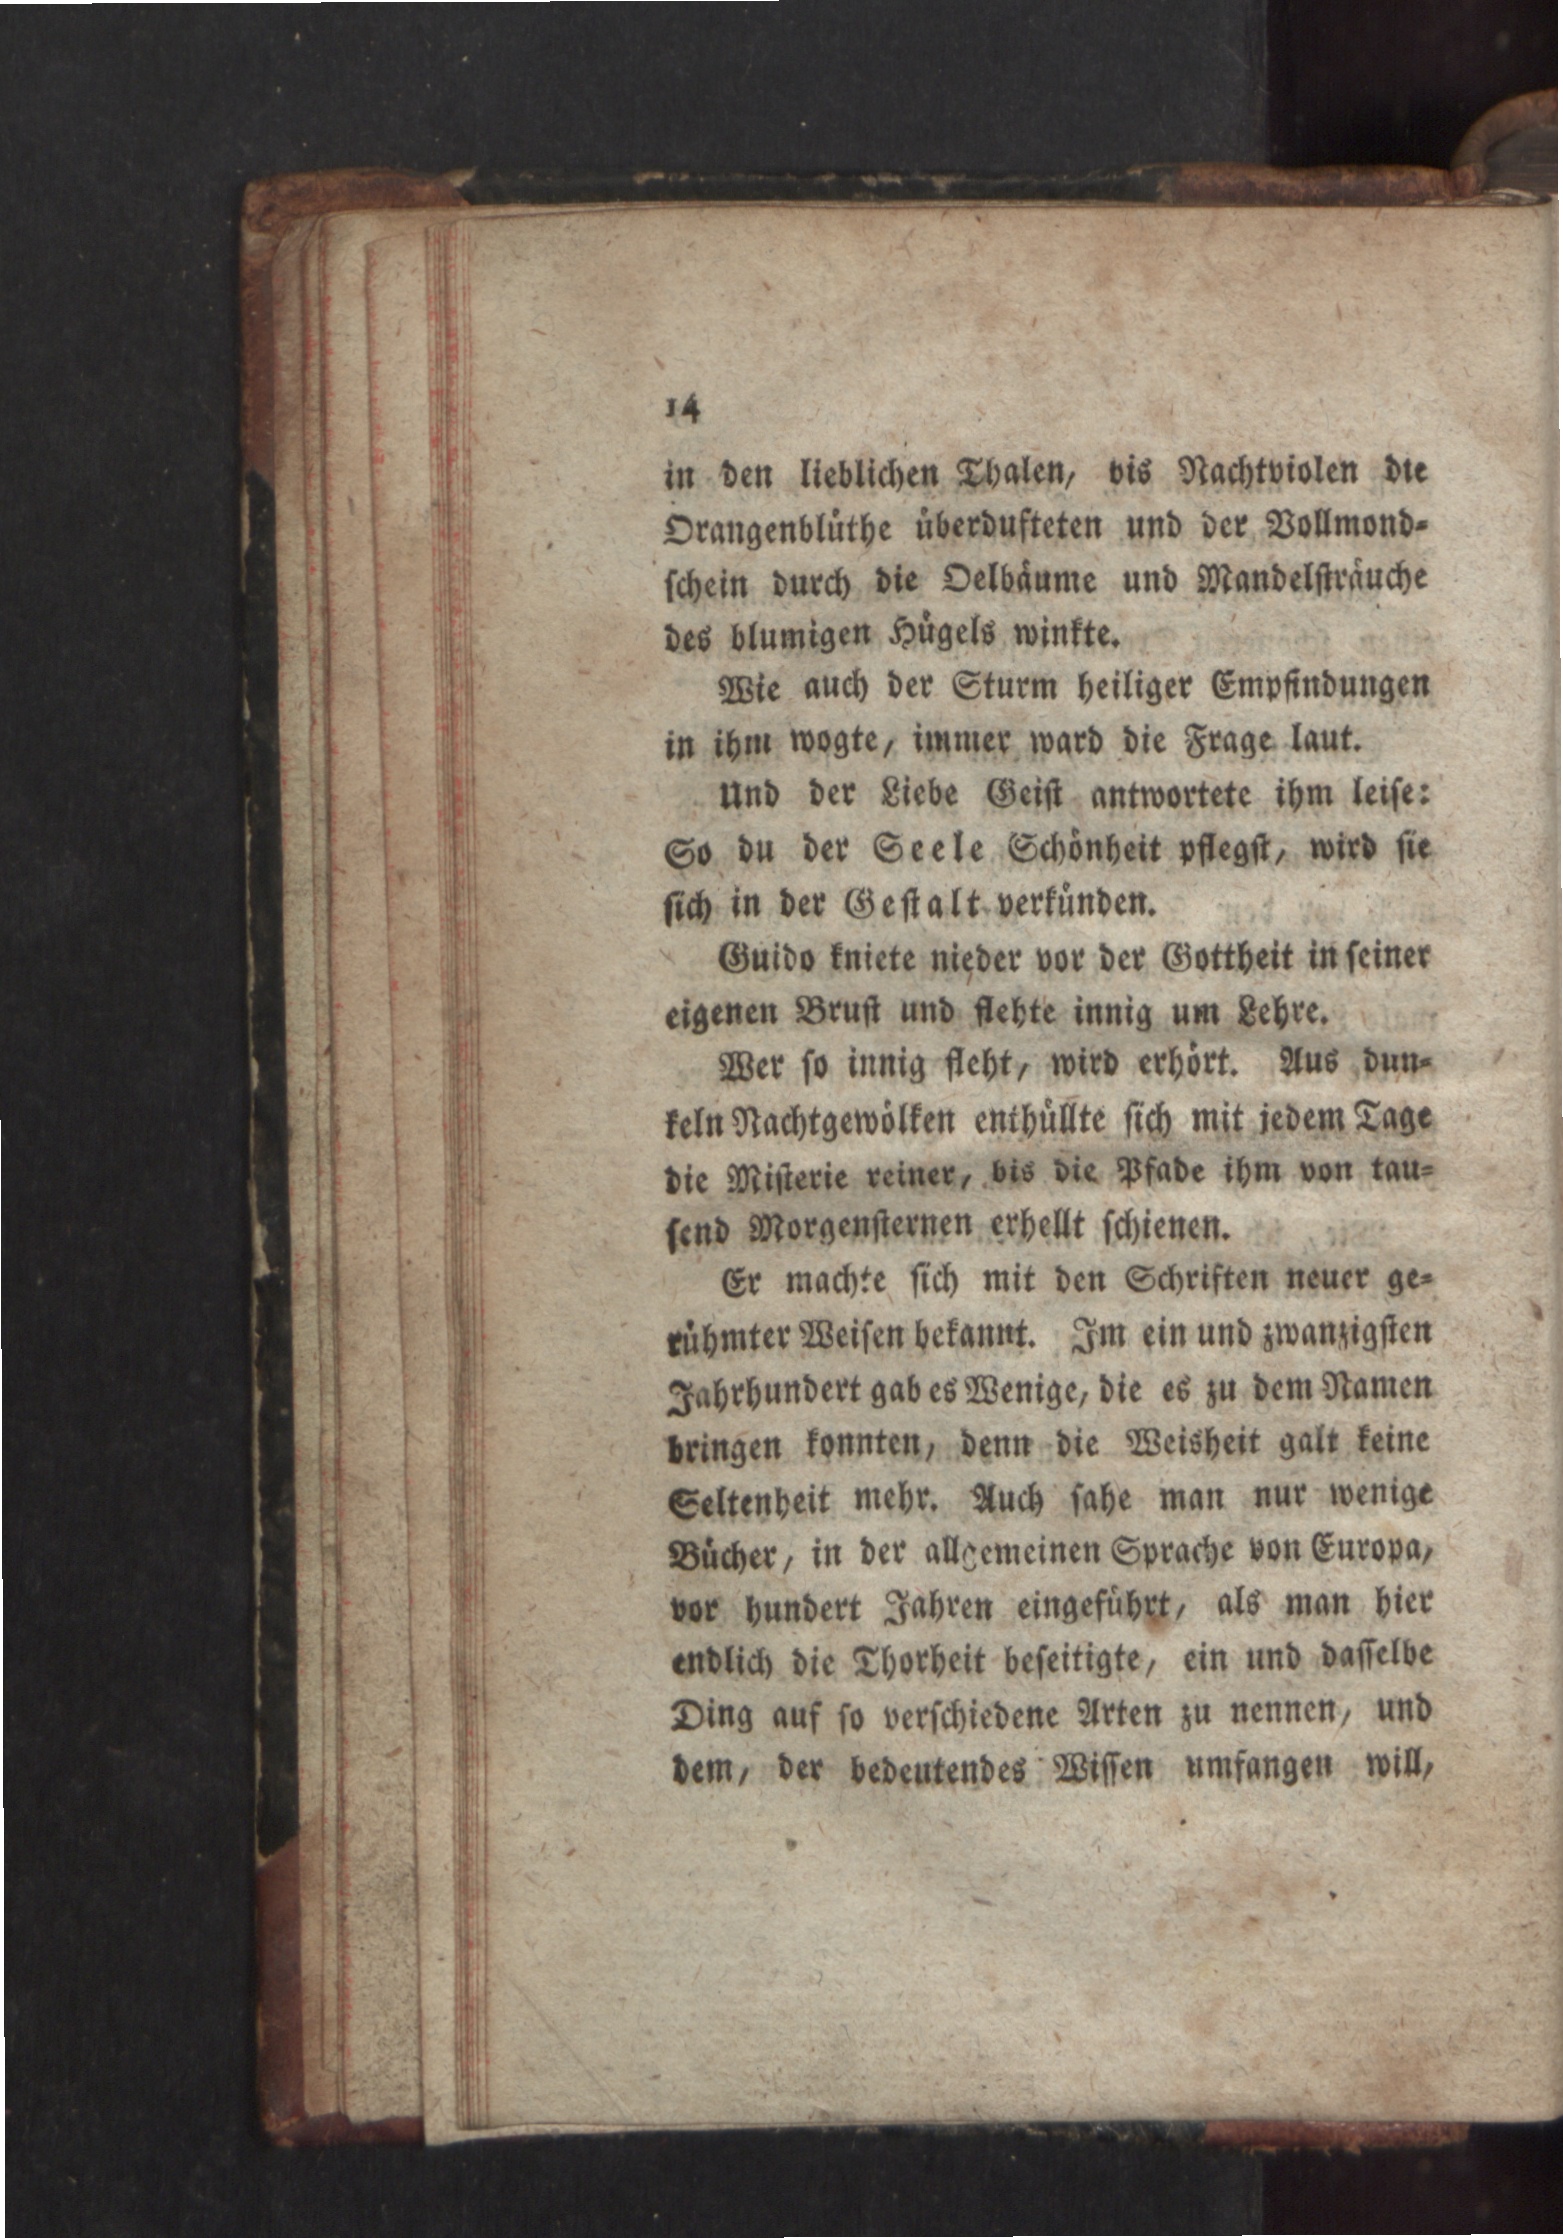 14
in den lieblichen Thalen, bis Nachtviolen die
Orangenblüthe überdufteten und der Vollmond-
schein durch die Oelbäume und Mandelsträuche
des blumigen Hügels winkte.
Wie auch der Sturm heiliger Empfindungen
in ihm wogte, immer ward die Frage laut.
Und der Liebe Geist antwortete ihm leise:
So du der Seele Schönheit pflegst, wird sie
sich in der Gestalt verkünden.
Guido kniete nieder vor der Gottheit in seiner
eigenen Brust und flehte innig um Lehre.
Wer so innig fleht, wird erhört. Aus dun-
keln Nachtgewölken enthüllte sich mit jedem Tage
die Misterie reiner, bis die Pfade ihm von tau-
send Morgensternen erhellt schienen.
Er machte sich mit den Schriften neuer ge-
rühmter Weisen bekannt. Im ein und zwanzigsten
Jahrhundert gab es Wenige, die es zu dem Namen
bringen konnten, denn die Weisheit galt keine
Seltenheit mehr. Auch sahe man nur wenige
Bücher, in der allgemeinen Sprache von Europa,
vor hundert Jahren eingeführt, als man hier
endlich die Thorheit beseitigte, ein und dasselbe
Ding auf so verschiedene Arten zu nennen, und
dem, der bedeutendes Wissen umfangen will,